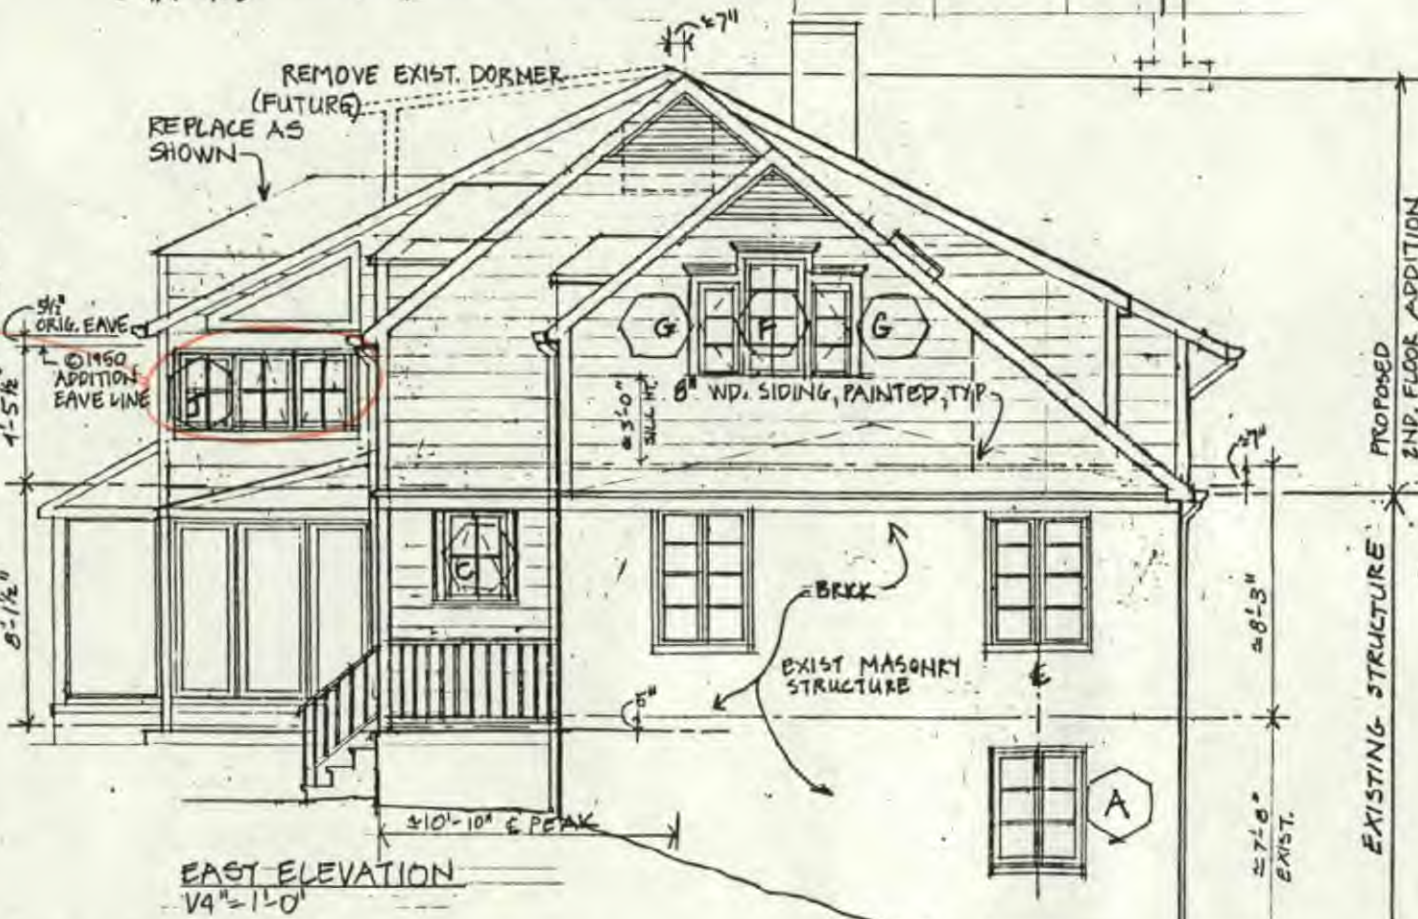 ±7"
REMOVE EXIST. DORMER
(FUTURE)
REPLACE AS
SHOWN
5½"
ORIG. EAVE
@1950
ADDITION
EAVE LINE
4'-5½"
8'-1½"
G
F
G
8" WD. SIDING, PAINTED, TYP
±3'-0"
SILL HT.
±7"
PROPOSED
2ND FLOOR ADDITION
C
BRICK
EXIST MASONRY
STRUCTURE
±8'-3"
EXISTING STRUCTURE
A
±7'-8"
EXIST.
±10'-10" ℄ PEAK
EAST ELEVATION
1/4"=1'-0"